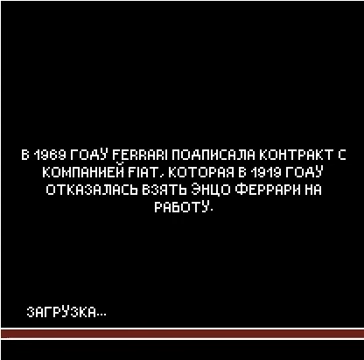 В 1969 ГОДУ FERRARI ПОДПИСАЛА КОНТРАКТ С
КОМПАНИЕЙ FIAT, КОТОРАЯ В 1919 ГОДУ
ОТКАЗАЛАСЬ ВЗЯТЬ ЭНЦО ФЕРРАРИ НА
РАБОТУ.
ЗАГРУЗКА...